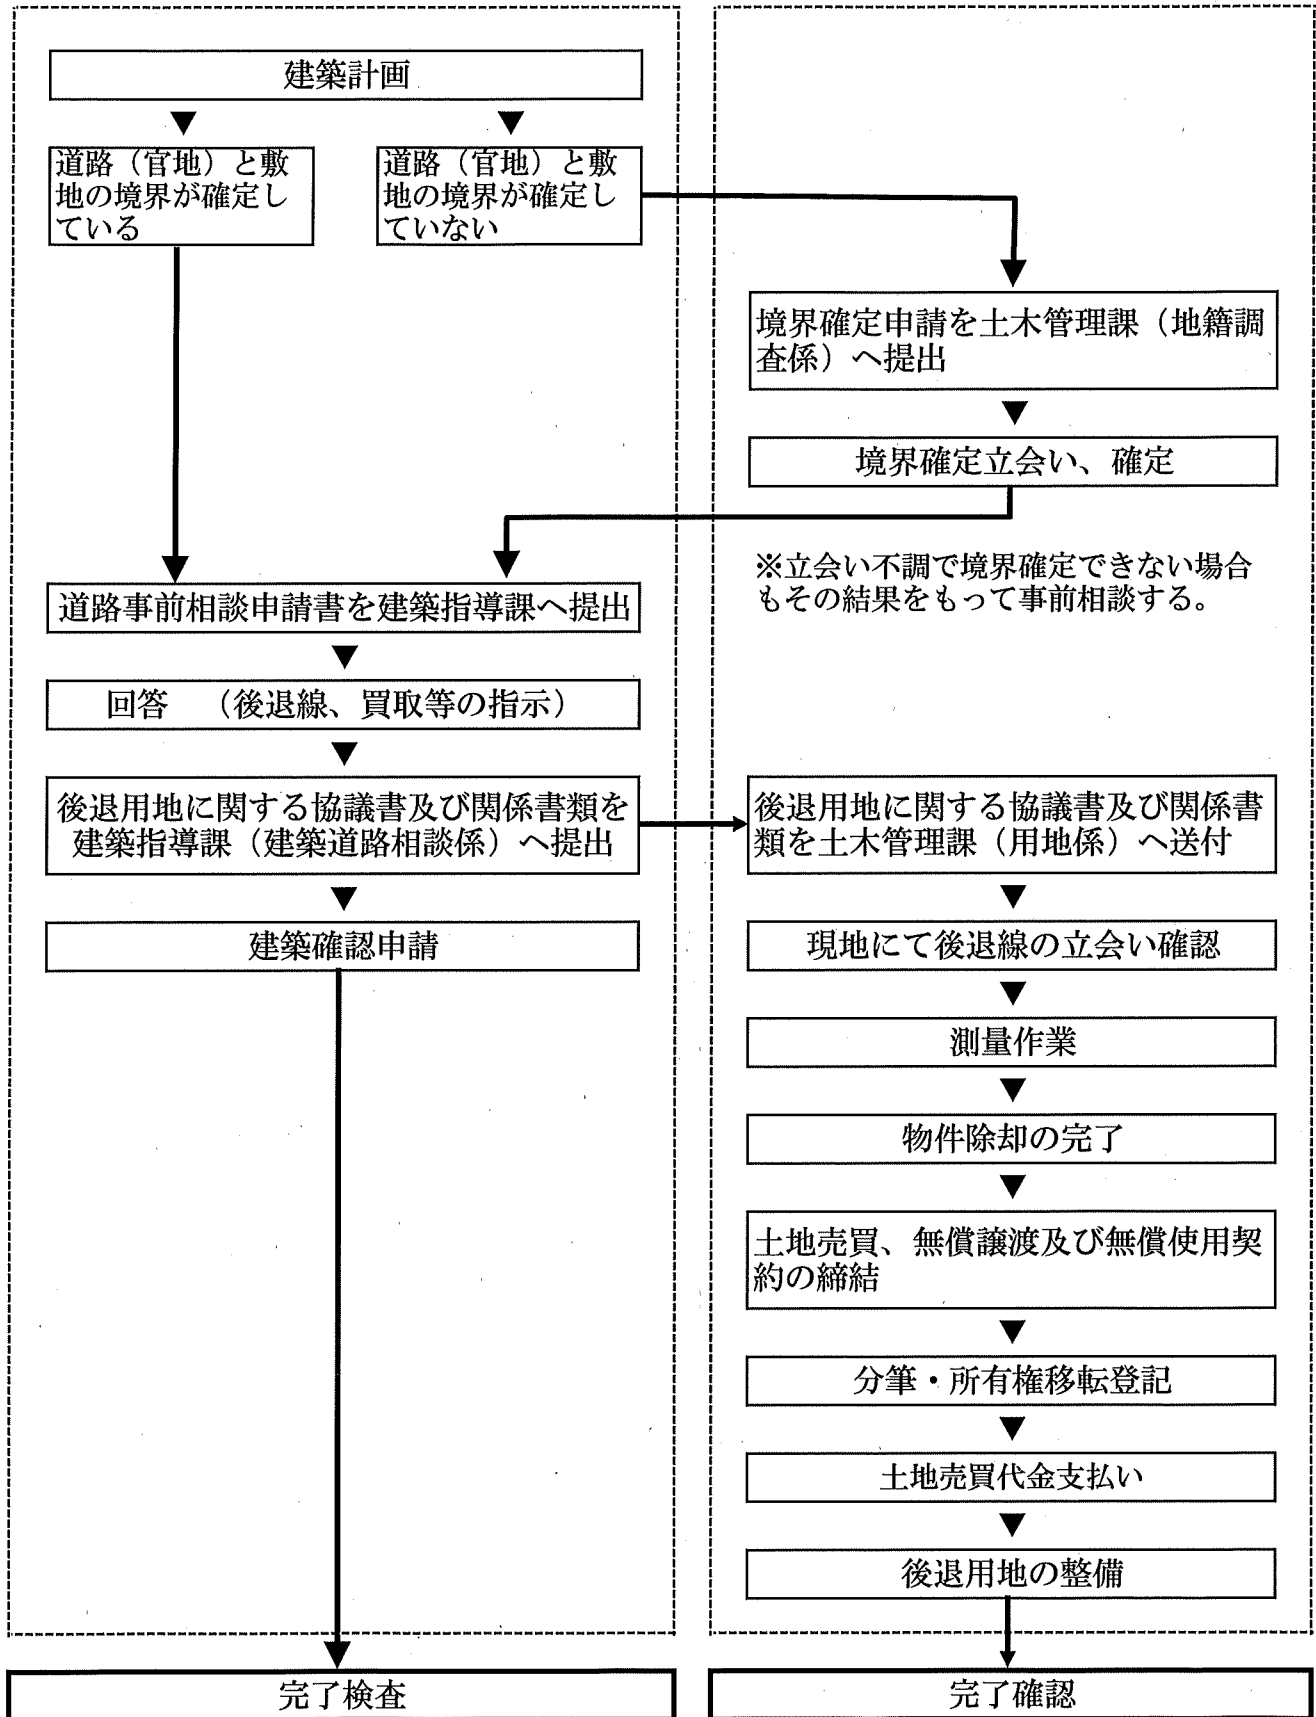 建築計画
道路（官地）と敷
地の境界が確定し
ている
道路（官地）と敷
地の境界が確定し
ていない
境界確定申請を土木管理課（地籍調
査係）へ提出
境界確定立会い、確定
※立会い不調で境界確定できない場合
もその結果をもって事前相談する。
道路事前相談申請書を建築指導課へ提出
回答　（後退線、買取等の指示）
後退用地に関する協議書及び関係書類を
建築指導課（建築道路相談係）へ提出
建築確認申請
後退用地に関する協議書及び関係書
類を土木管理課（用地係）へ送付
現地にて後退線の立会い確認
測量作業
物件除却の完了
土地売買、無償譲渡及び無償使用契
約の締結
分筆・所有権移転登記
土地売買代金支払い
後退用地の整備
完了検査
完了確認